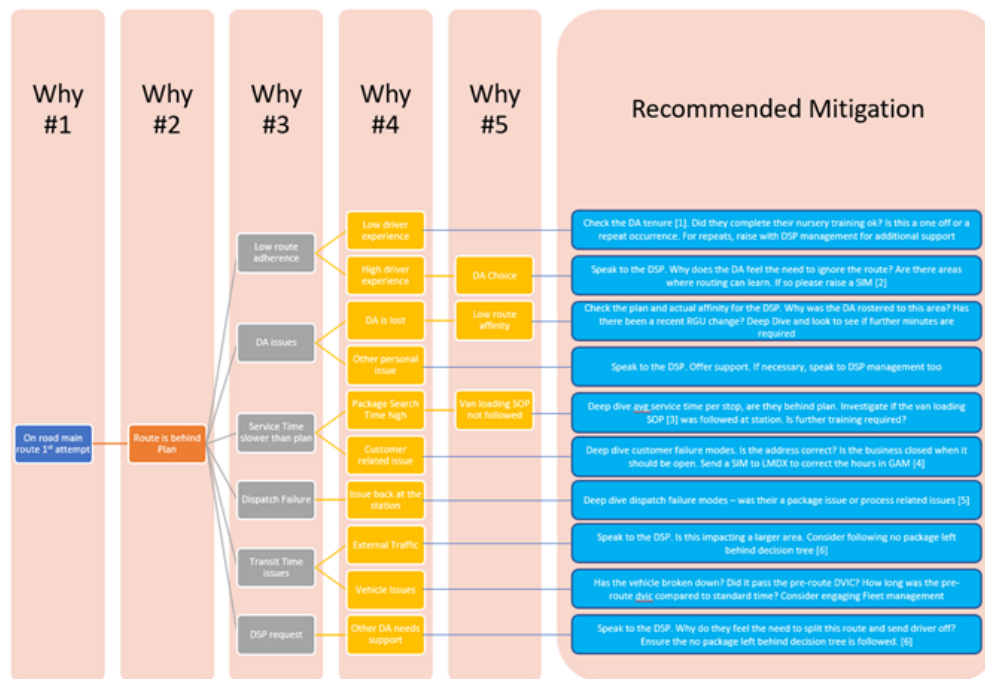 Why
#1
Why
#2
Why
#3
Why
#4
Why
#5
Recommended Mitigation
On road main
route 1st attempt
Route is behind
Plan
Low route
adherence
DA issues
Service Time
slower than plan
Dispatch Failure
Transit Time
issues
DSP request
Low driver
experience
High driver
experience
DA is lost
Other personal
issue
Package Search
Time high
Customer
related issue
Issue back at the
station
External Traffic
Vehicle Issues
Other DA needs
support
DA Choice
Low route
affinity
Van loading SOP
not followed
Check the DA tenure [1]. Did they complete their nursery training ok? Is this a one off or a
repeat occurrence. For repeats, raise with DSP management for additional support
Speak to the DSP. Why does the DA feel the need to ignore the route? Are there areas
where routing can learn. If so please raise a SIM [2]
Check the plan and actual affinity for the DSP. Why was the DA rostered to this area? Has
there been a recent RGU change? Deep Dive and look to see if further minutes are
required
Speak to the DSP. Offer support. If necessary, speak to DSP management too
Deep dive avg service time per stop, are they behind plan. Investigate if the van loading
SOP [3] was followed at station. Is further training required?
Deep dive customer failure modes. Is the address correct? Is the business closed when it
should be open. Send a SIM to LMDX to correct the hours in GAM [4]
Deep dive dispatch failure modes – was their a package issue or process related issues [5]
Speak to the DSP. Is this impacting a larger area. Consider following no package left
behind decision tree [6]
Has the vehicle broken down? Did it pass the pre-route DVIC? How long was the pre-
route dvic compared to standard time? Consider engaging Fleet management
Speak to the DSP. Why do they feel the need to split this route and send driver off?
Ensure the no package left behind decision tree is followed. [6]